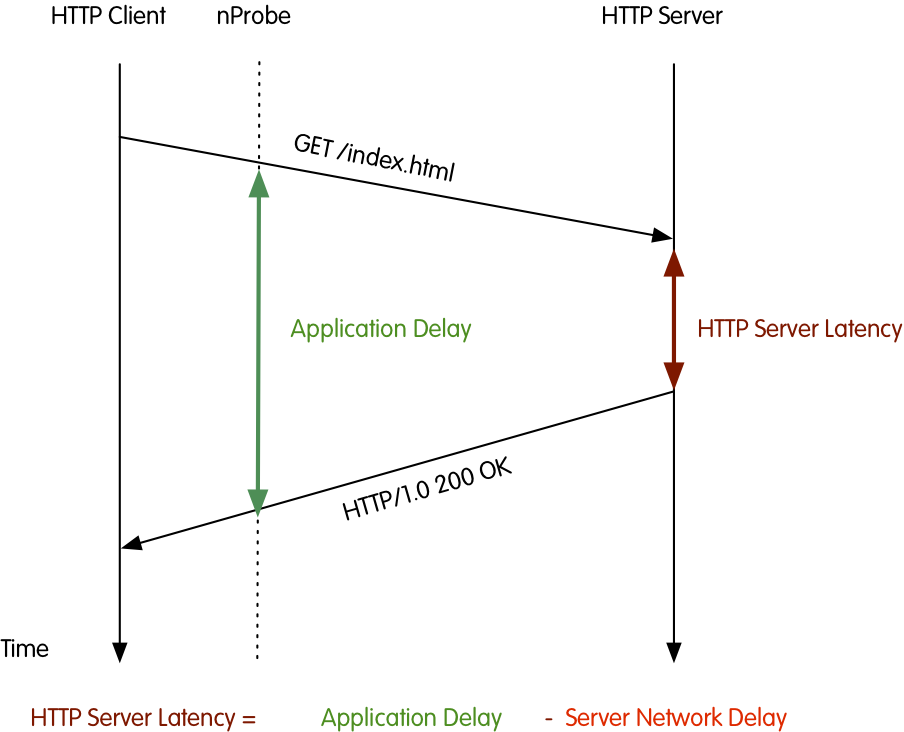 HTTP Client nProbe HTTP Server
GET /index.html
Application Delay HTTP Server Latency
HTTP/1.0 200 OK
Time
HTTP Server Latency = Application Delay - Server Network Delay